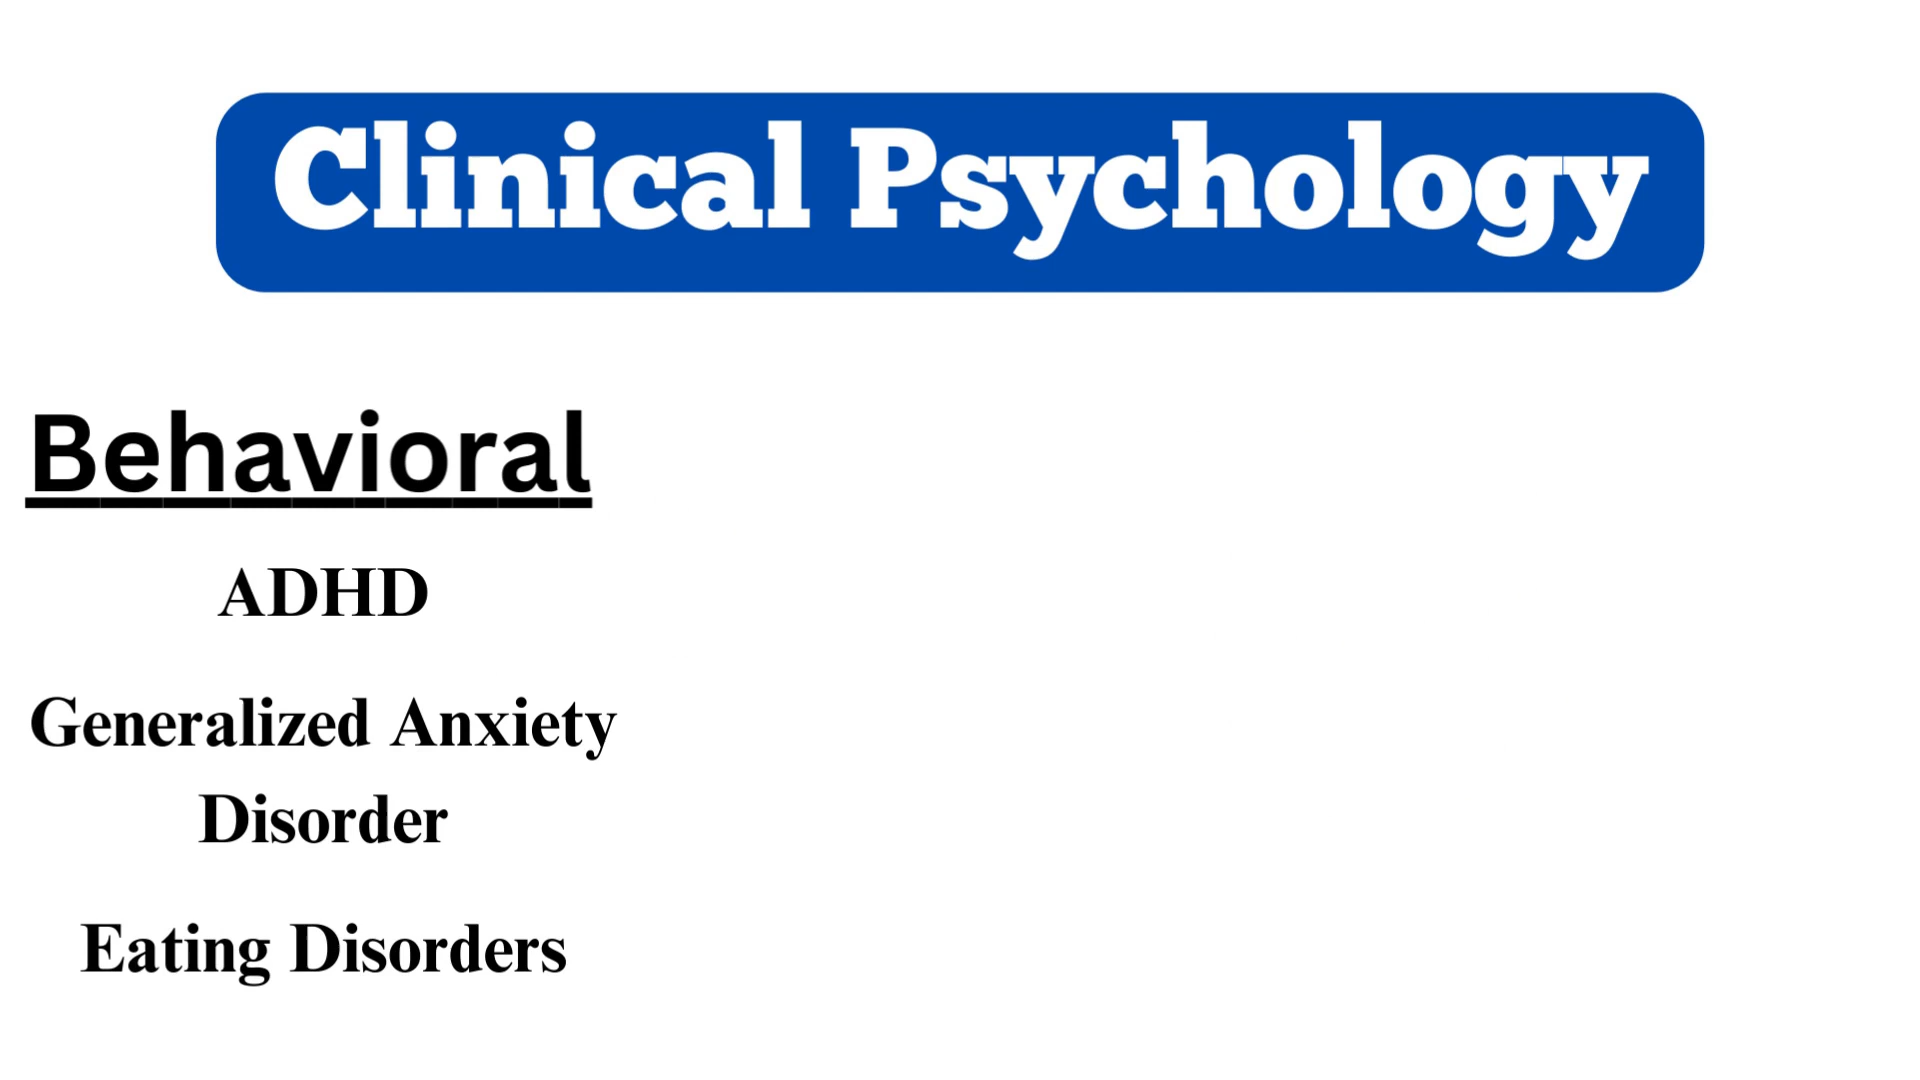 Clinical Psychology
Behavioral
ADHD
Generalized Anxiety
Disorder
Eating Disorders